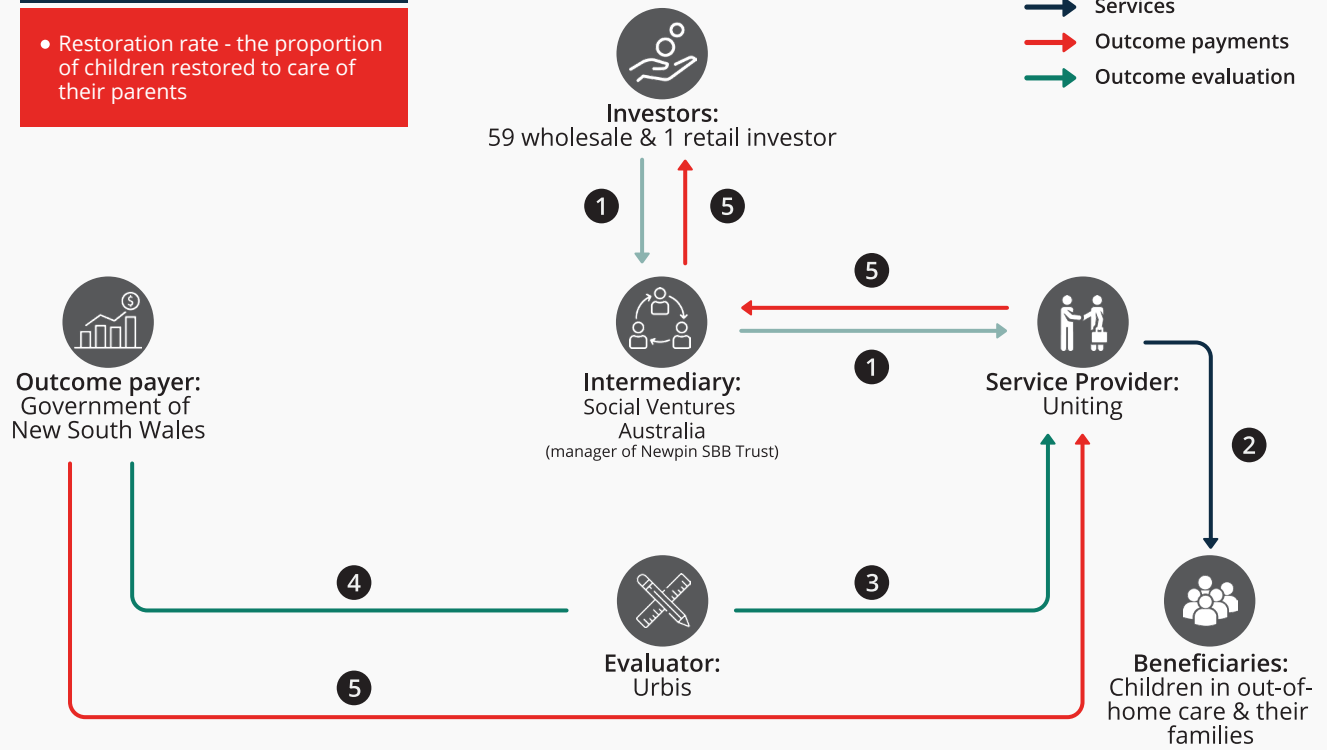 Services
Outcome payments
Outcome evaluation
• Restoration rate - the proportion
of children restored to care of
their parents
Investors:
59 wholesale & 1 retail investor
1
5
5
1
Outcome payer:
Government of
New South Wales
Intermediary:
Social Ventures
Australia
(manager of Newpin SBB Trust)
Service Provider:
Uniting
2
4
3
5
Evaluator:
Urbis
Beneficiaries:
Children in out-of-
home care & their
families